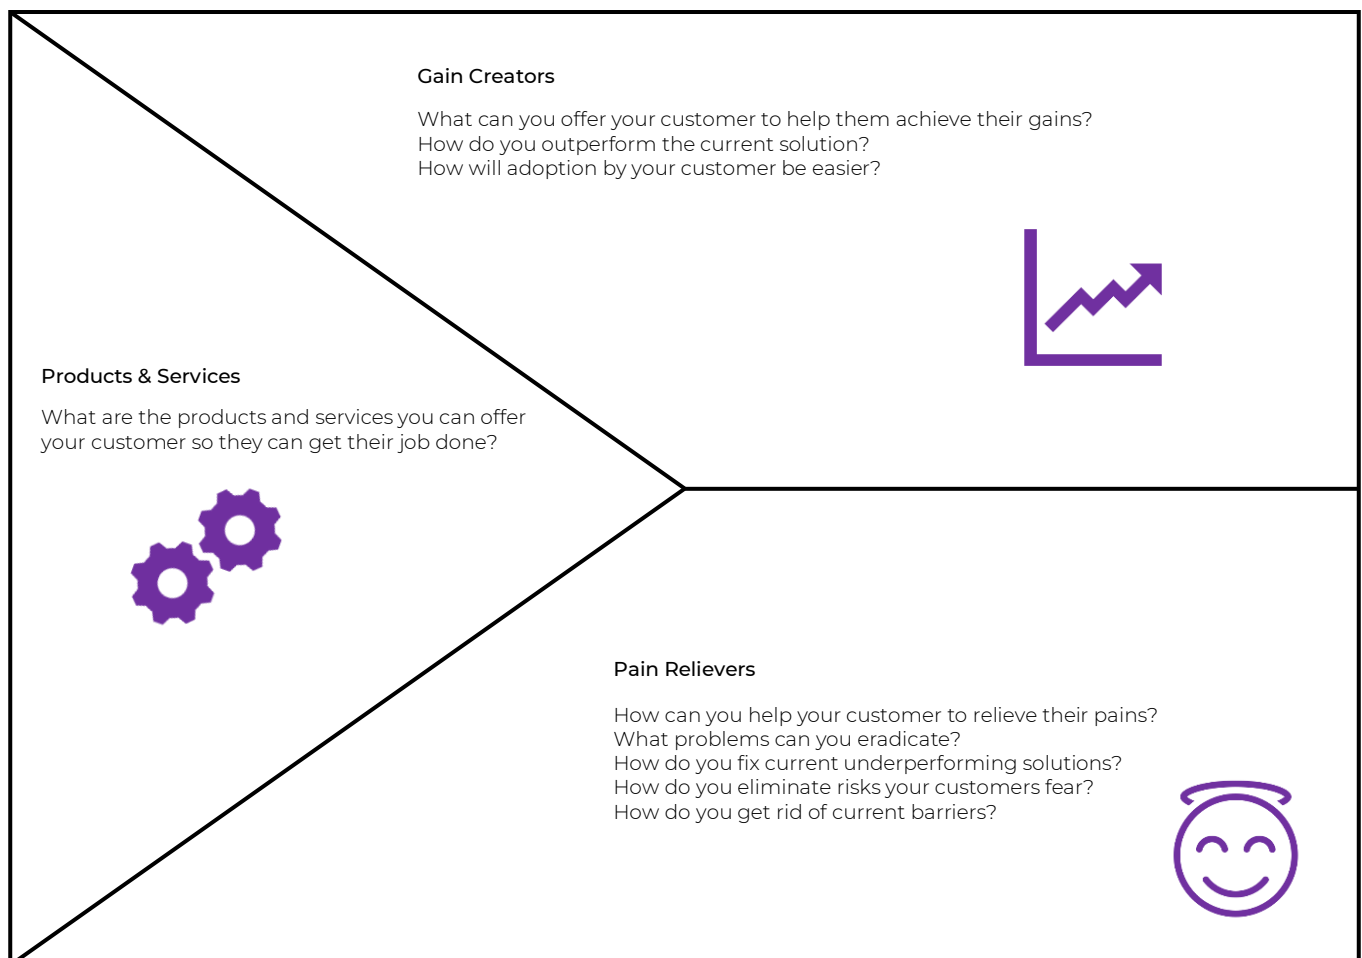 Gain Creators
What can you offer your customer to help them achieve their gains?
How do you outperform the current solution?
How will adoption by your customer be easier?
Products & Services
What are the products and services you can offer
your customer so they can get their job done?
Pain Relievers
How can you help your customer to relieve their pains?
What problems can you eradicate?
How do you fix current underperforming solutions?
How do you eliminate risks your customers fear?
How do you get rid of current barriers?